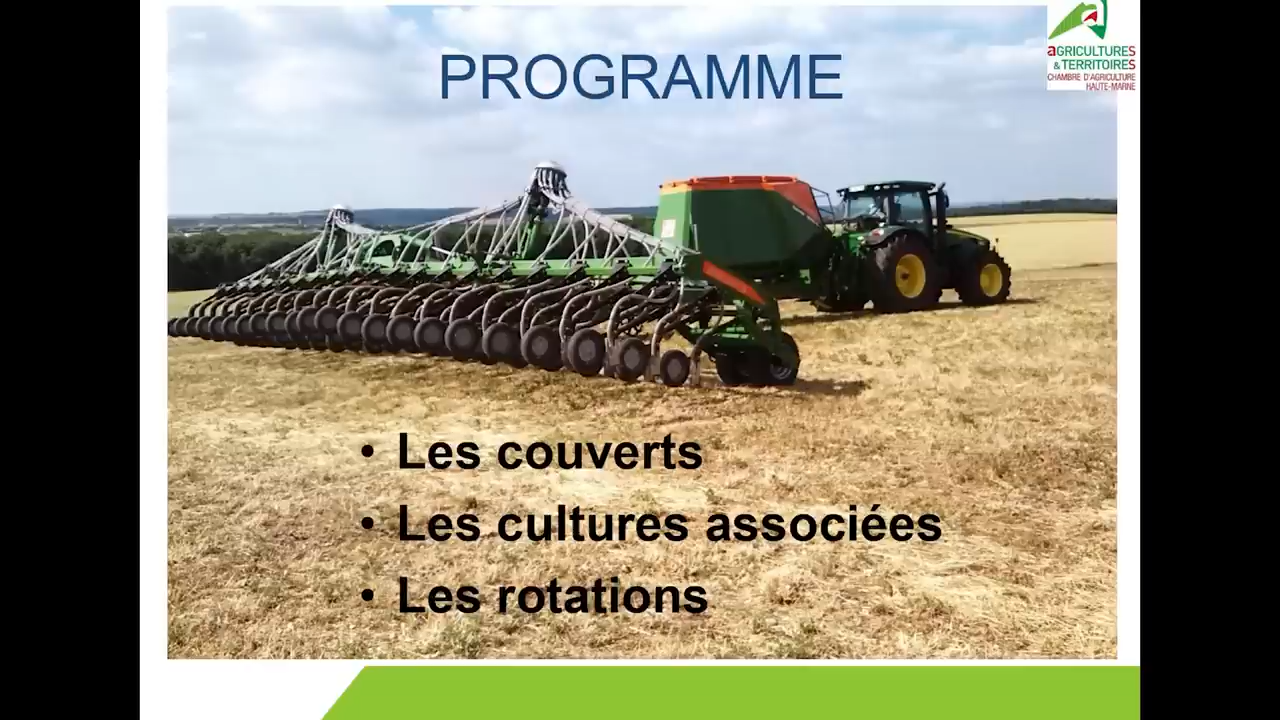 PROGRAMME
aGRICULTURES
& TERRITOIRES
CHAMBRE D'AGRICULTURE
HAUTE-MARNE
• Les couverts
• Les cultures associées
• Les rotations